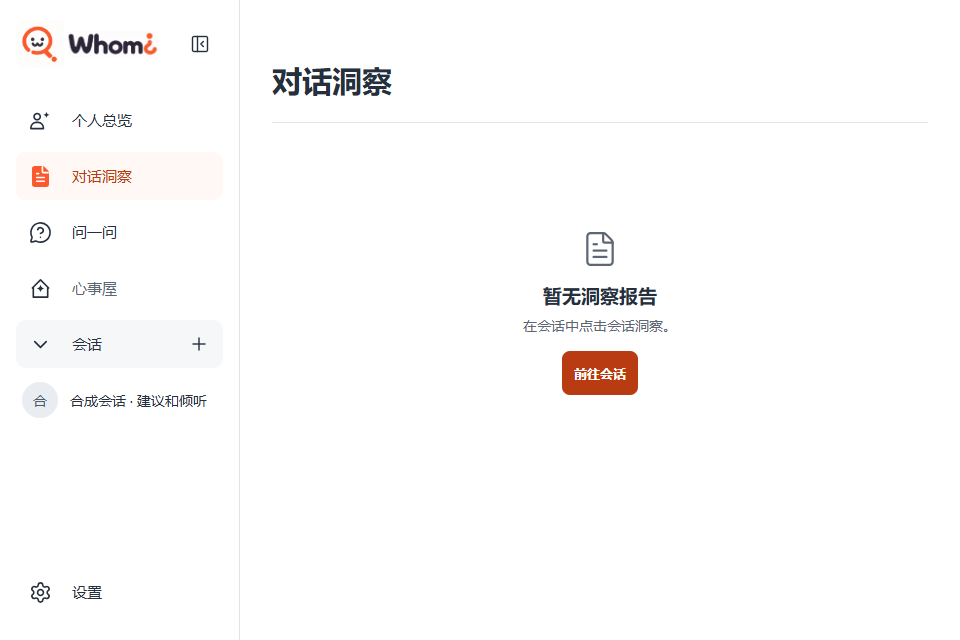 Whomi
对话洞察
个人总览
对话洞察
问一问
心事屋
会话
合
合成会话 · 建议和倾听
设置
暂无洞察报告
在会话中点击会话洞察。
前往会话